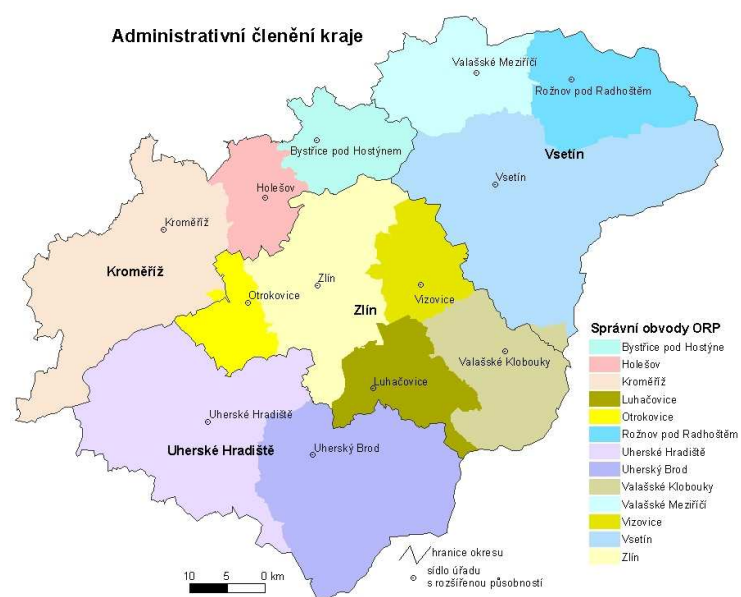 Administrativní členění kraje
Valašské Meziříčí
Rožnov pod Radhoštěm
Bystřice pod Hostýnem
Vsetín
Vsetín
Holešov
Kroměříž
Kroměříž
Zlín
Otrokovice
Vizovice
Zlín
Valašské Klobouky
Luhačovice
Uherské Hradiště
Uherské Hradiště
Uherský Brod
Správní obvody ORP
Bystřice pod Hostýne
Holešov
Kroměříž
Luhačovice
Otrokovice
Rožnov pod Radhoštěm
Uherské Hradiště
Uherský Brod
Valašské Klobouky
Valašské Meziříčí
Vizovice
Vsetín
Zlín
hranice okresu
sídlo úřadu
s rozšířenou působností
10 5 0 km